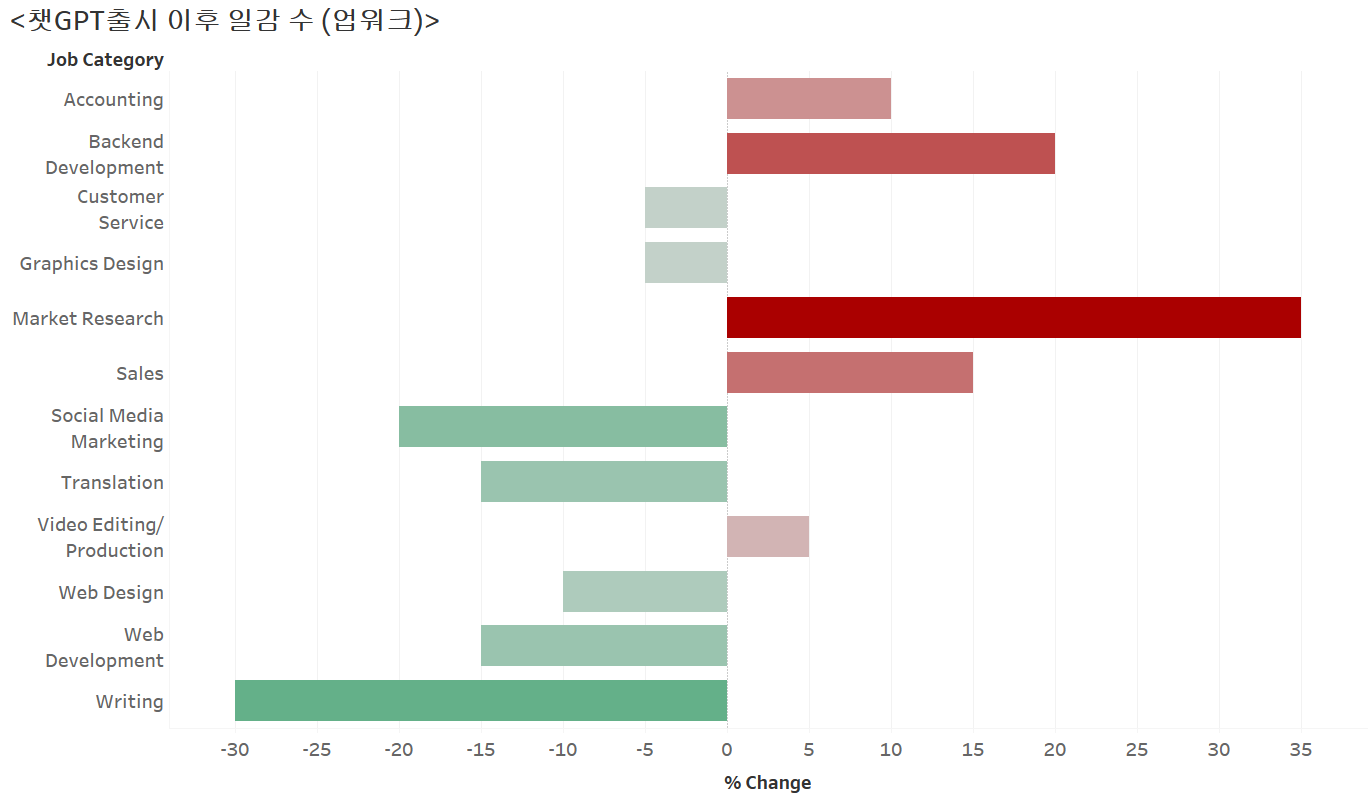 <챗GPT출시 이후 일감 수 (업워크)>
Job Category
Accounting
Backend
Development
Customer
Service
Graphics Design
Market Research
Sales
Social Media
Marketing
Translation
Video Editing/
Production
Web Design
Web
Development
Writing
-30 -25 -20 -15 -10 -5 0 5 10 15 20 25 30 35
% Change